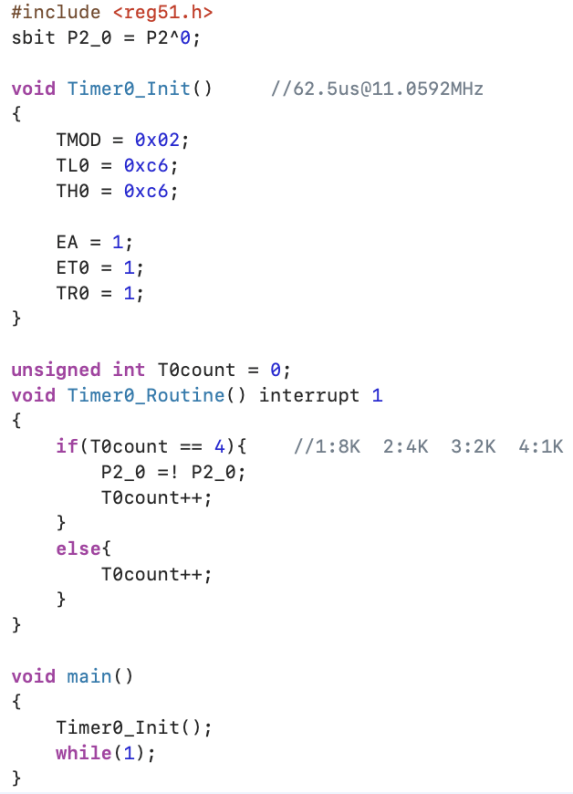 #include <reg51.h>
sbit P2_0 = P2^0;

void Timer0_Init()     //62.5us@11.0592MHz
{
    TMOD = 0x02;
    TL0 = 0xc6;
    TH0 = 0xc6;

    EA = 1;
    ET0 = 1;
    TR0 = 1;
}

unsigned int T0count = 0;
void Timer0_Routine() interrupt 1
{
    if(T0count == 4){    //1:8K  2:4K  3:2K  4:1K
        P2_0 =! P2_0;
        T0count++;
    }
    else{
        T0count++;
    }
}

void main()
{
    Timer0_Init();
    while(1);
}